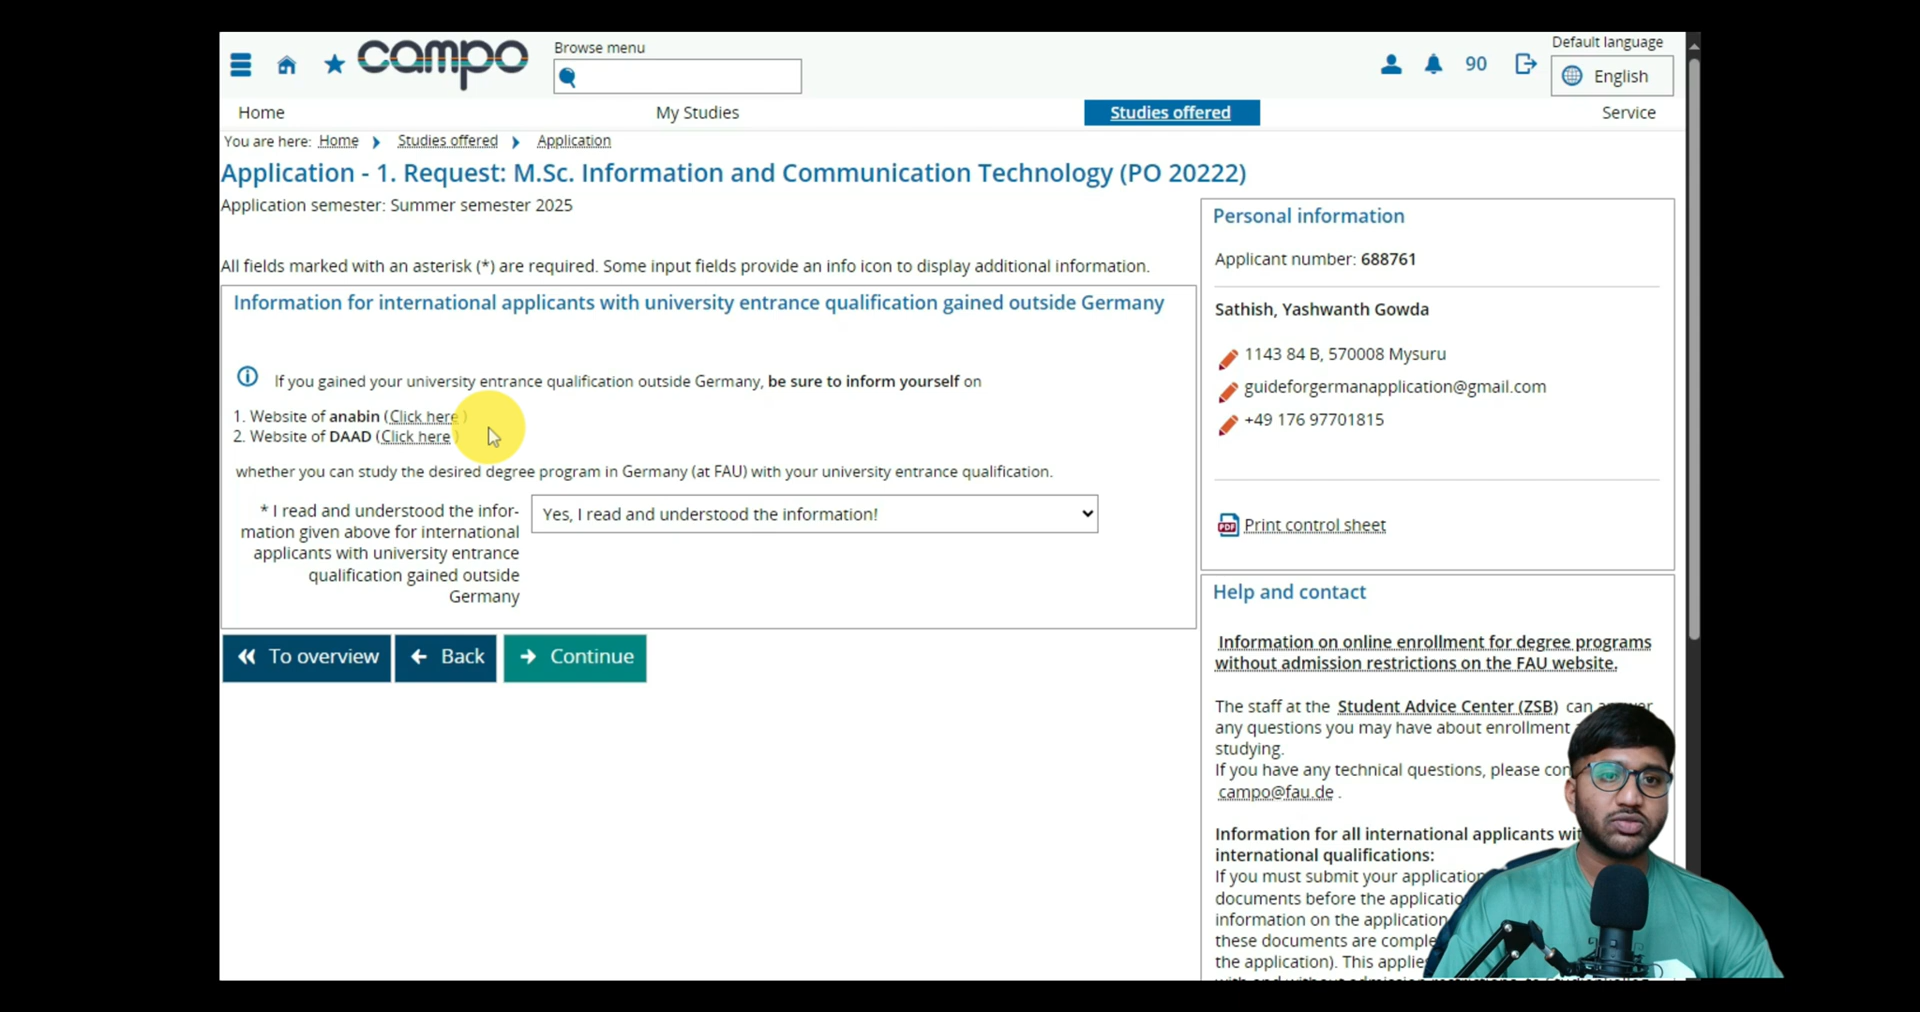 campo
Browse menu
90
Default language
English
Home
My Studies
Studies offered
Service
You are here: Home
Studies offered
Application
Application - 1. Request: M.Sc. Information and Communication Technology (PO 20222)
Application semester: Summer semester 2025
All fields marked with an asterisk (*) are required. Some input fields provide an info icon to display additional information.
Information for international applicants with university entrance qualification gained outside Germany
If you gained your university entrance qualification outside Germany, be sure to inform yourself on
1. Website of anabin (Click here )
2. Website of DAAD (Click here )
whether you can study the desired degree program in Germany (at FAU) with your university entrance qualification.
* I read and understood the infor-
mation given above for international
applicants with university entrance
qualification gained outside
Germany
Yes, I read and understood the information!
To overview
Back
Continue
Personal information
Applicant number: 688761
Sathish, Yashwanth Gowda
1143 84 B, 570008 Mysuru
guideforgermanapplication@gmail.com
+49 176 97701815
PDF
Print control sheet
Help and contact
Information on online enrollment for degree programs
without admission restrictions on the FAU website.
The staff at the Student Advice Center (ZSB) can
any questions you may have about enrollment
studying.
If you have any technical questions, please
campo@fau.de .
Information for all international applicants
international qualifications:
If you must submit your application
documents before the
information on the application
these documents are
the application). This